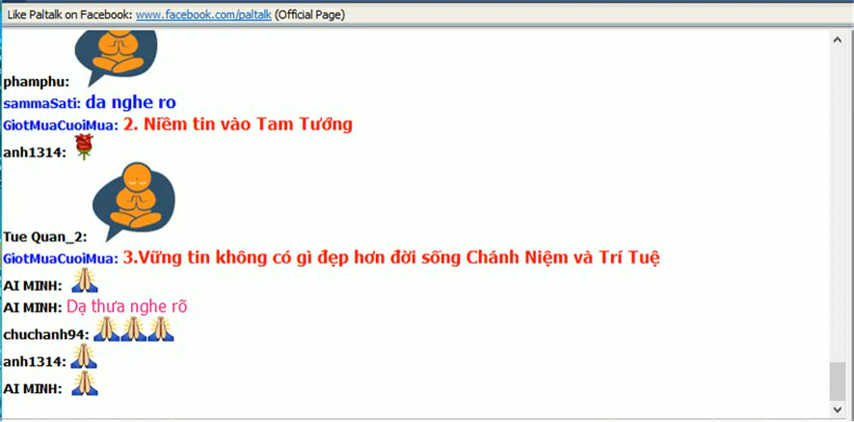 Like Paltalk on Facebook: www.facebook.com/paltalk (Official Page)
phamphu:
sammaSati: da nghe ro
GiotMuaCuoiMua: 2. Niềm tin vào Tam Tướng
anh1314:
Tue Quan_2:
GiotMuaCuoiMua: 3.Vững tin không có gì đẹp hơn đời sống Chánh Niệm và Trí Tuệ
AI MINH:
AI MINH: Dạ thưa nghe rõ
chuchanh94:
anh1314:
AI MINH: